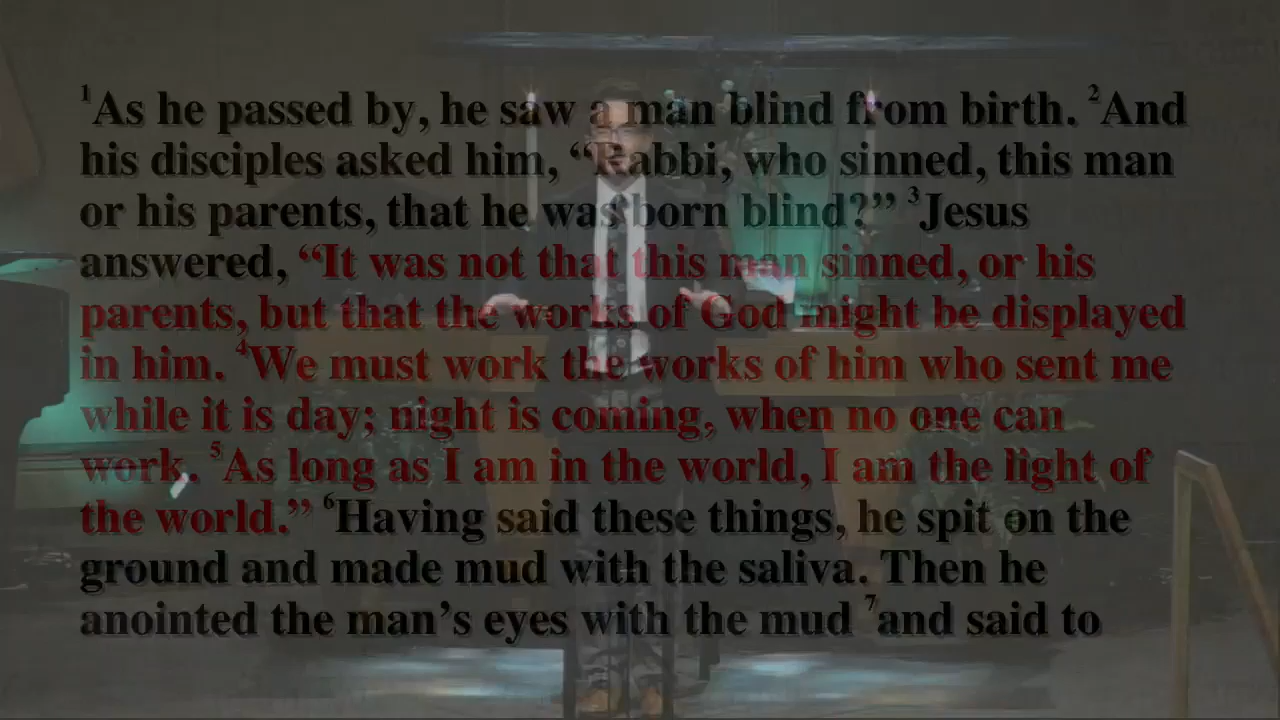 ¹As he passed by, he saw a man blind from birth. ²And
his disciples asked him, “Rabbi, who sinned, this man
or his parents, that he was born blind?” ³Jesus
answered, “It was not that this man sinned, or his
parents, but that the works of God might be displayed
in him. ⁴We must work the works of him who sent me
while it is day; night is coming, when no one can
work. ⁵As long as I am in the world, I am the light of
the world.” ⁶Having said these things, he spit on the
ground and made mud with the saliva. Then he
anointed the man’s eyes with the mud ⁷and said to